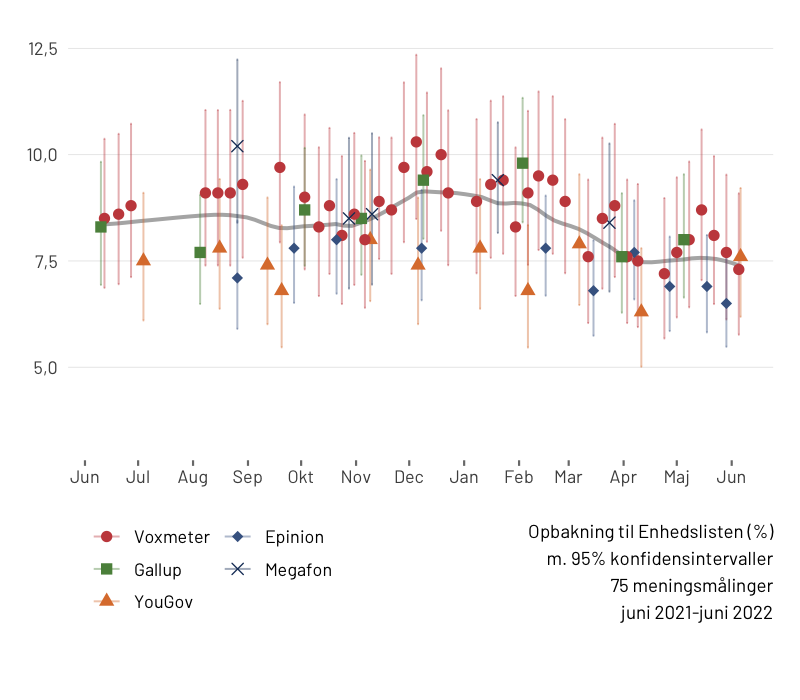 12,5
10,0
7,5
5,0
Jun Jul Aug Sep Okt Nov Dec Jan Feb Mar Apr Maj Jun
Voxmeter Epinion
Gallup Megafon
YouGov
Opbakning til Enhedslisten (%)
m. 95% konfidensintervaller
75 meningsmålinger
juni 2021-juni 2022